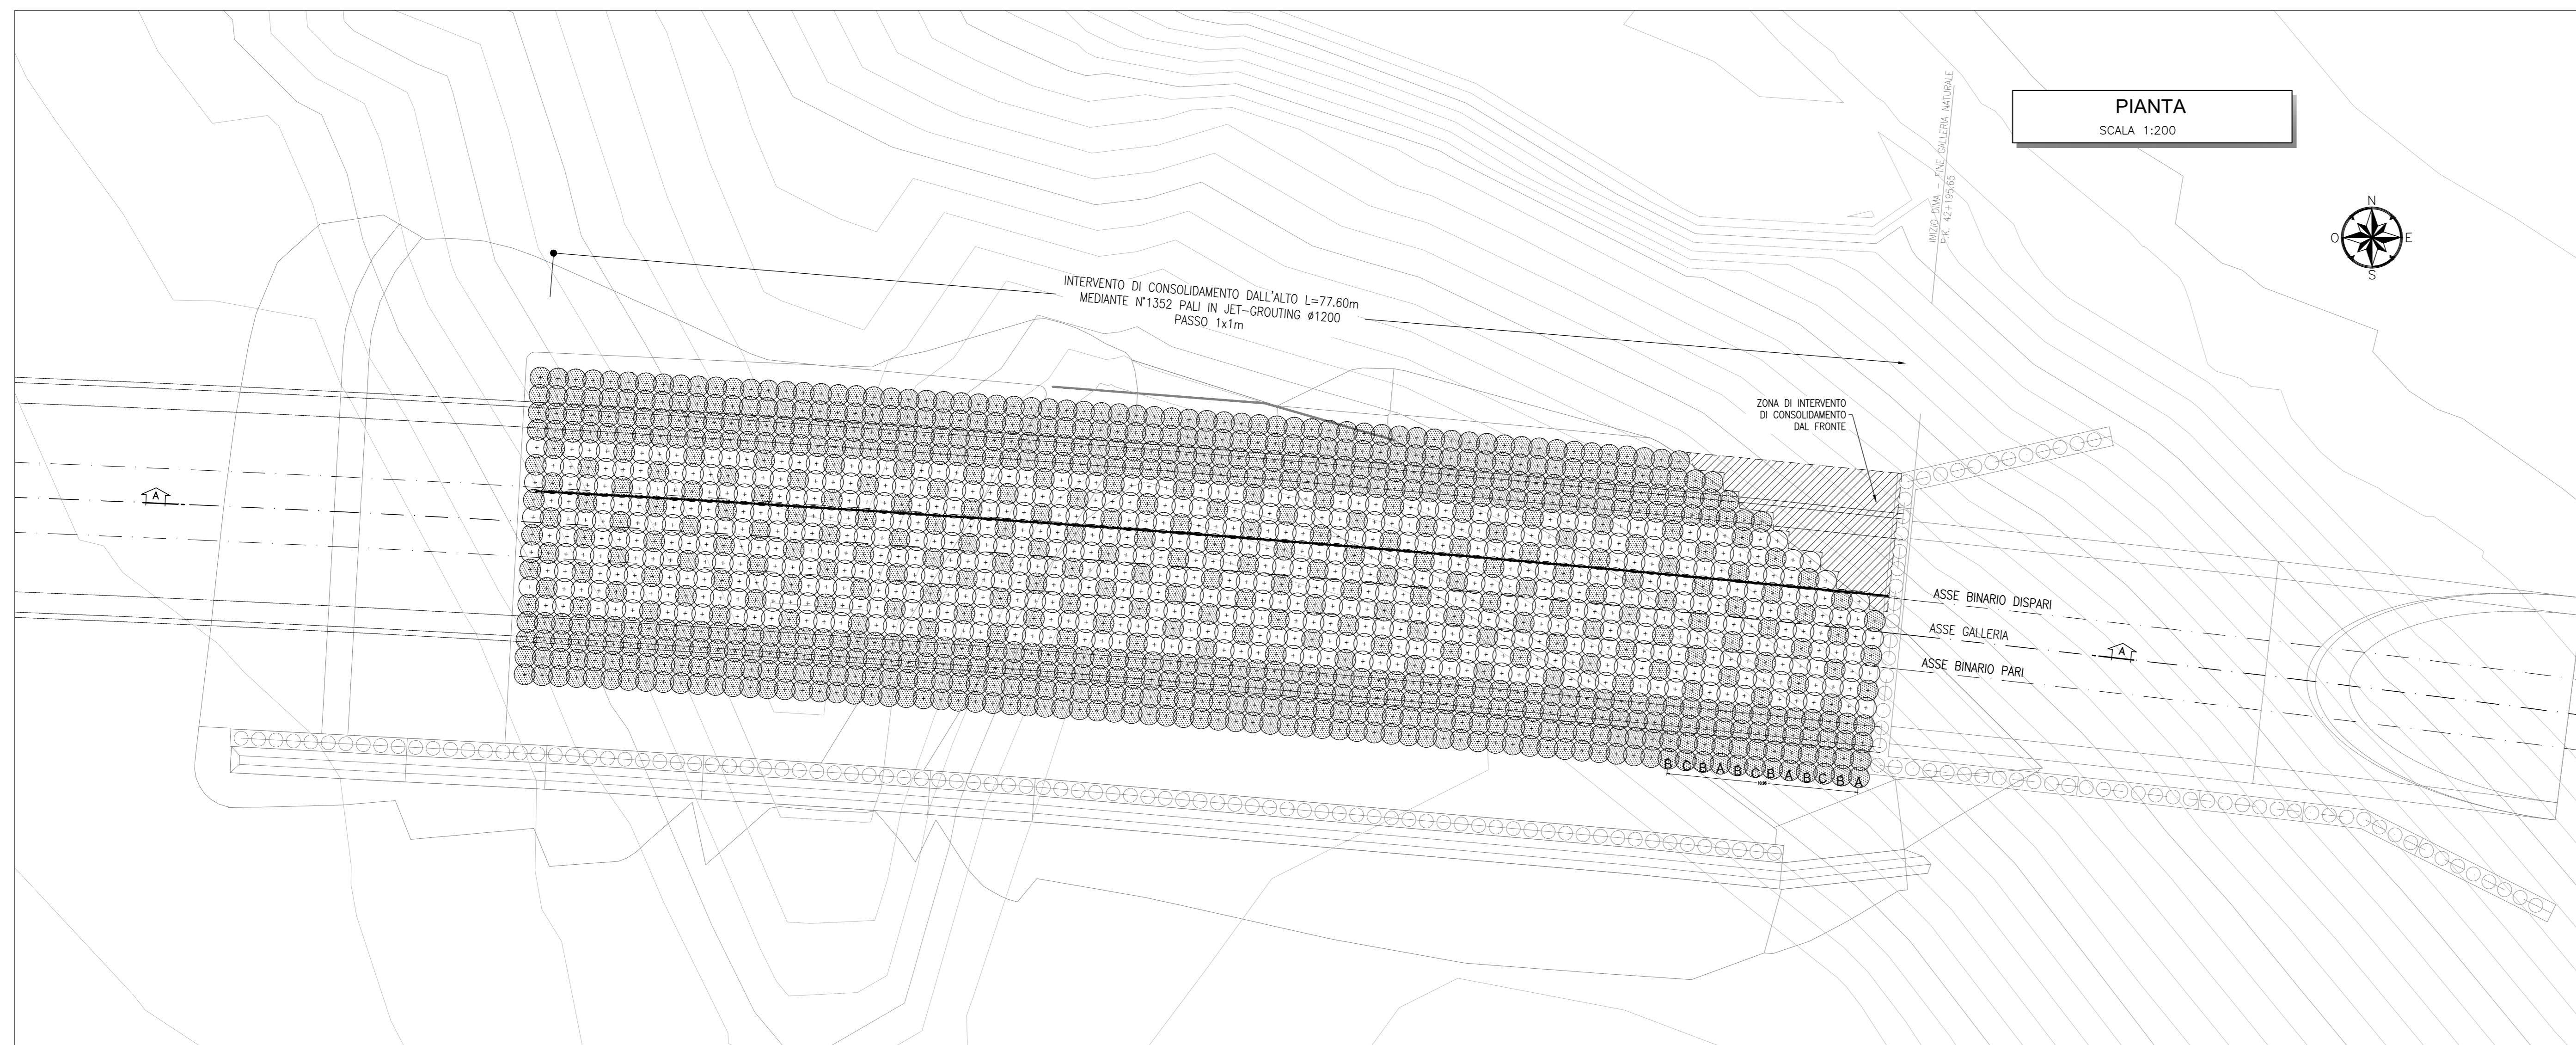 PIANTA
SCALA 1:200
INIZIO DIMA - FINE GALLERIA NATURALE
P.K. 42+195.65
N
O
E
S
INTERVENTO DI CONSOLIDAMENTO DALL'ALTO L=77.60m
MEDIANTE N°1352 PALI IN JET-GROUTING ø1200
PASSO 1x1m
ZONA DI INTERVENTO
DI CONSOLIDAMENTO
DAL FRONTE
A
ASSE BINARIO DISPARI
ASSE GALLERIA
A
ASSE BINARIO PARI
B C B A B C B A B C B A